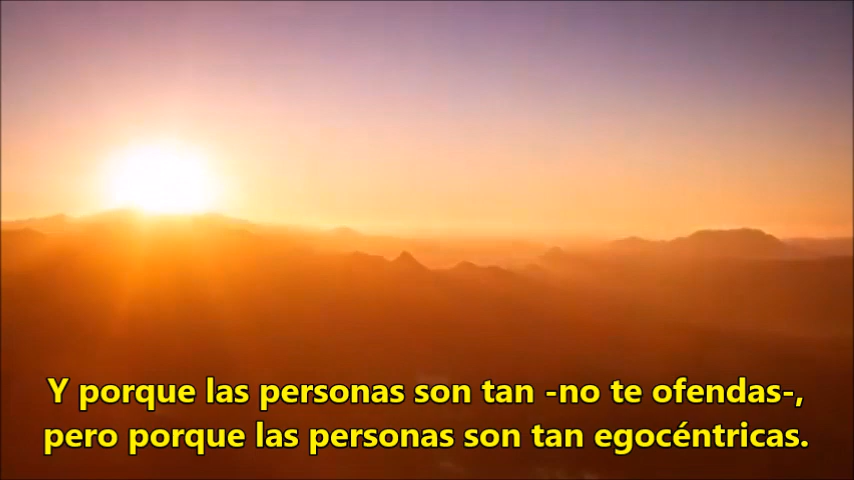 Y porque las personas son tan -no te ofendas-,
pero porque las personas son tan egocéntricas.